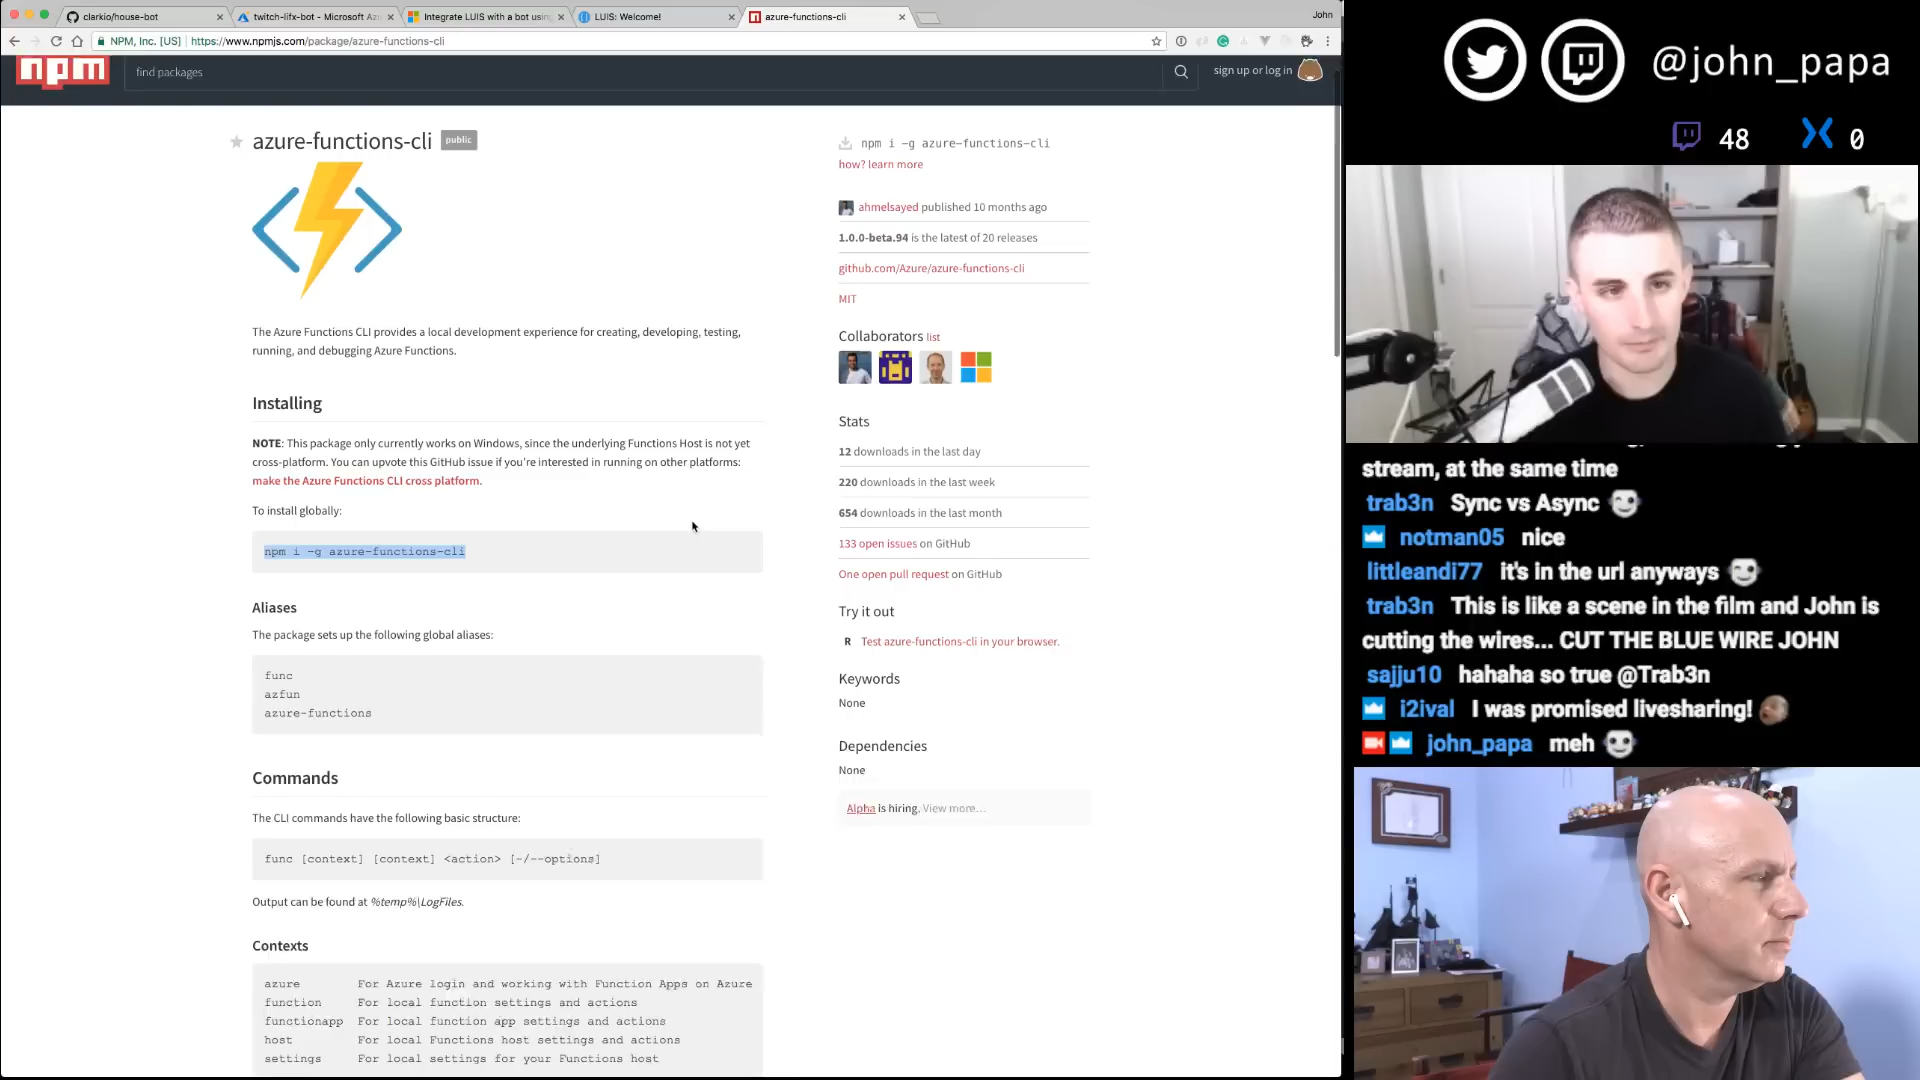 clarkio/house-bot
twitch-lifx-bot - Microsoft Az
Integrate LUIS with a bot usin
LUIS: Welcome!
azure-functions-cli
John
NPM, Inc. [US]
https://www.npmjs.com/package/azure-functions-cli
npm
find packages
sign up or log in
azure-functions-cli
public
The Azure Functions CLI provides a local development experience for creating, developing, testing,
running, and debugging Azure Functions.
Installing
NOTE: This package only currently works on Windows, since the underlying Functions Host is not yet
cross-platform. You can upvote this GitHub issue if you're interested in running on other platforms:
make the Azure Functions CLI cross platform.
To install globally:
npm i -g azure-functions-cli
Aliases
The package sets up the following global aliases:
func
azfun
azure-functions
Commands
The CLI commands have the following basic structure:
func [context] [context] <action> [-/--options]
Output can be found at %temp%\LogFiles.
Contexts
azure For Azure login and working with Function Apps on Azure
function For local function settings and actions
functionapp For local function app settings and actions
host For local Functions host settings and actions
settings For local settings for your Functions host
npm i -g azure-functions-cli
how? learn more
ahmelsayed published 10 months ago
1.0.0-beta.94 is the latest of 20 releases
github.com/Azure/azure-functions-cli
MIT
Collaborators list
Stats
12 downloads in the last day
220 downloads in the last week
654 downloads in the last month
133 open issues on GitHub
One open pull request on GitHub
Try it out
R Test azure-functions-cli in your browser.
Keywords
None
Dependencies
None
Alpha is hiring. View more…
@john_papa
48
0
stream, at the same time
trab3n Sync vs Async
notman05 nice
littleandi77 it's in the url anyways
trab3n This is like a scene in the film and John is
cutting the wires... CUT THE BLUE WIRE JOHN
sajju10 hahaha so true @Trab3n
i2ival I was promised livesharing!
john_papa meh